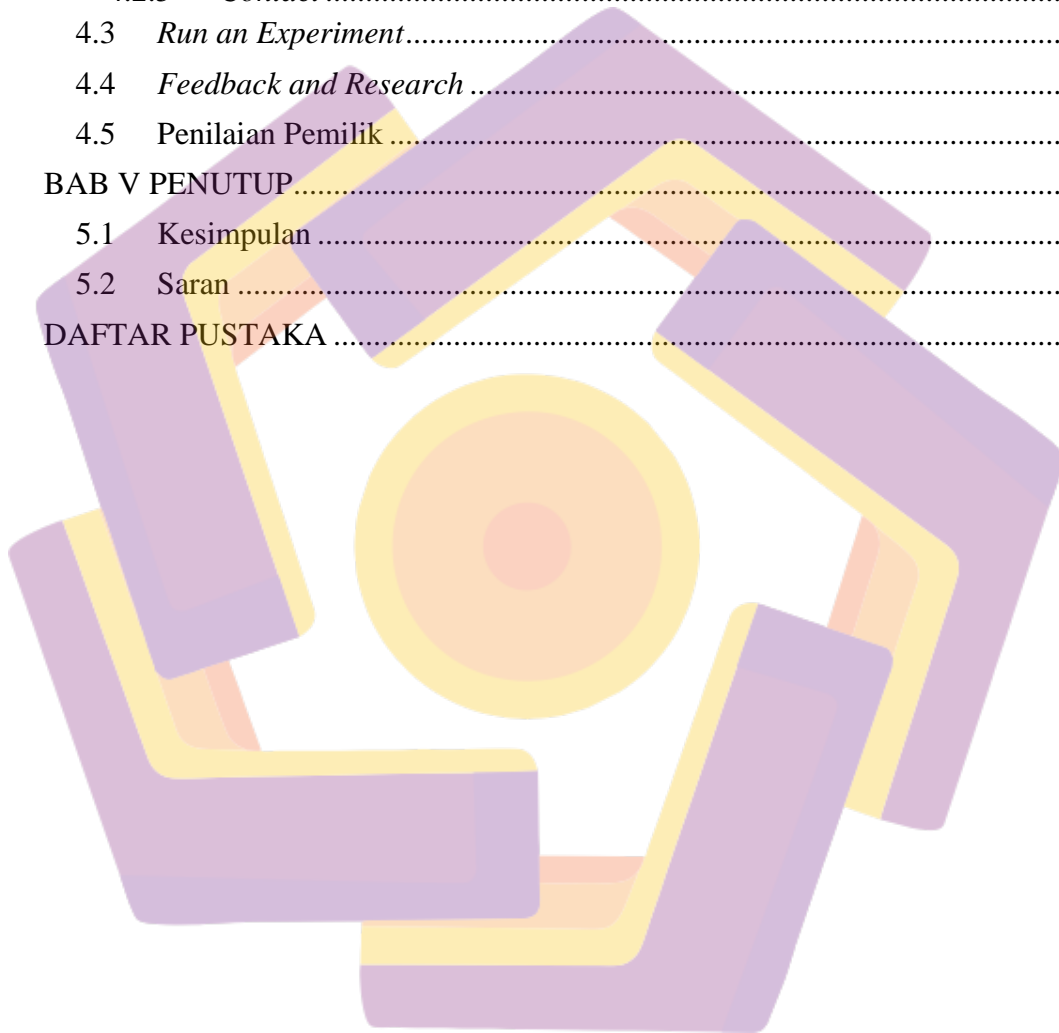 Contact ........................................................................
4.3 Run an Experiment........................................................................
4.4 Feedback and Research ........................................................................
4.5 Penilaian Pemilik ........................................................................
BAB V PENUTUP........................................................................
5.1 Kesimpulan ........................................................................
5.2 Saran ........................................................................
DAFTAR PUSTAKA ........................................................................